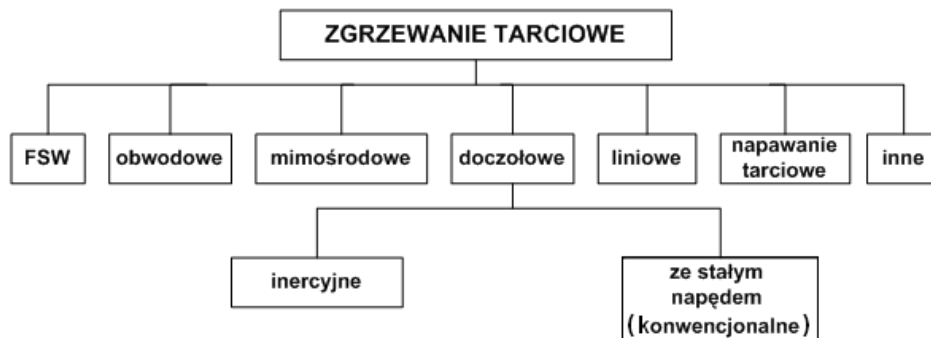 ZGRZEWANIE TARCIOWE
FSW
obwodowe
mimośrodowe
doczołowe
liniowe
napawanie
tarciowe
inne
inercyjne
ze stałym
napędem
(konwencjonalne)